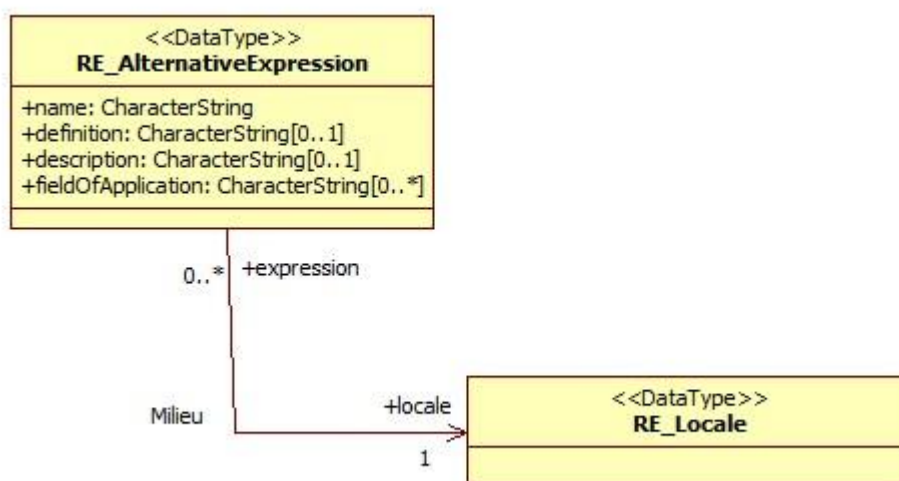 <<DataType>>
RE_AlternativeExpression
+name: CharacterString
+definition: CharacterString[0..1]
+description: CharacterString[0..1]
+fieldOfApplication: CharacterString[0..*]
0..*
+expression
Milieu
+locale
1
<<DataType>>
RE_Locale